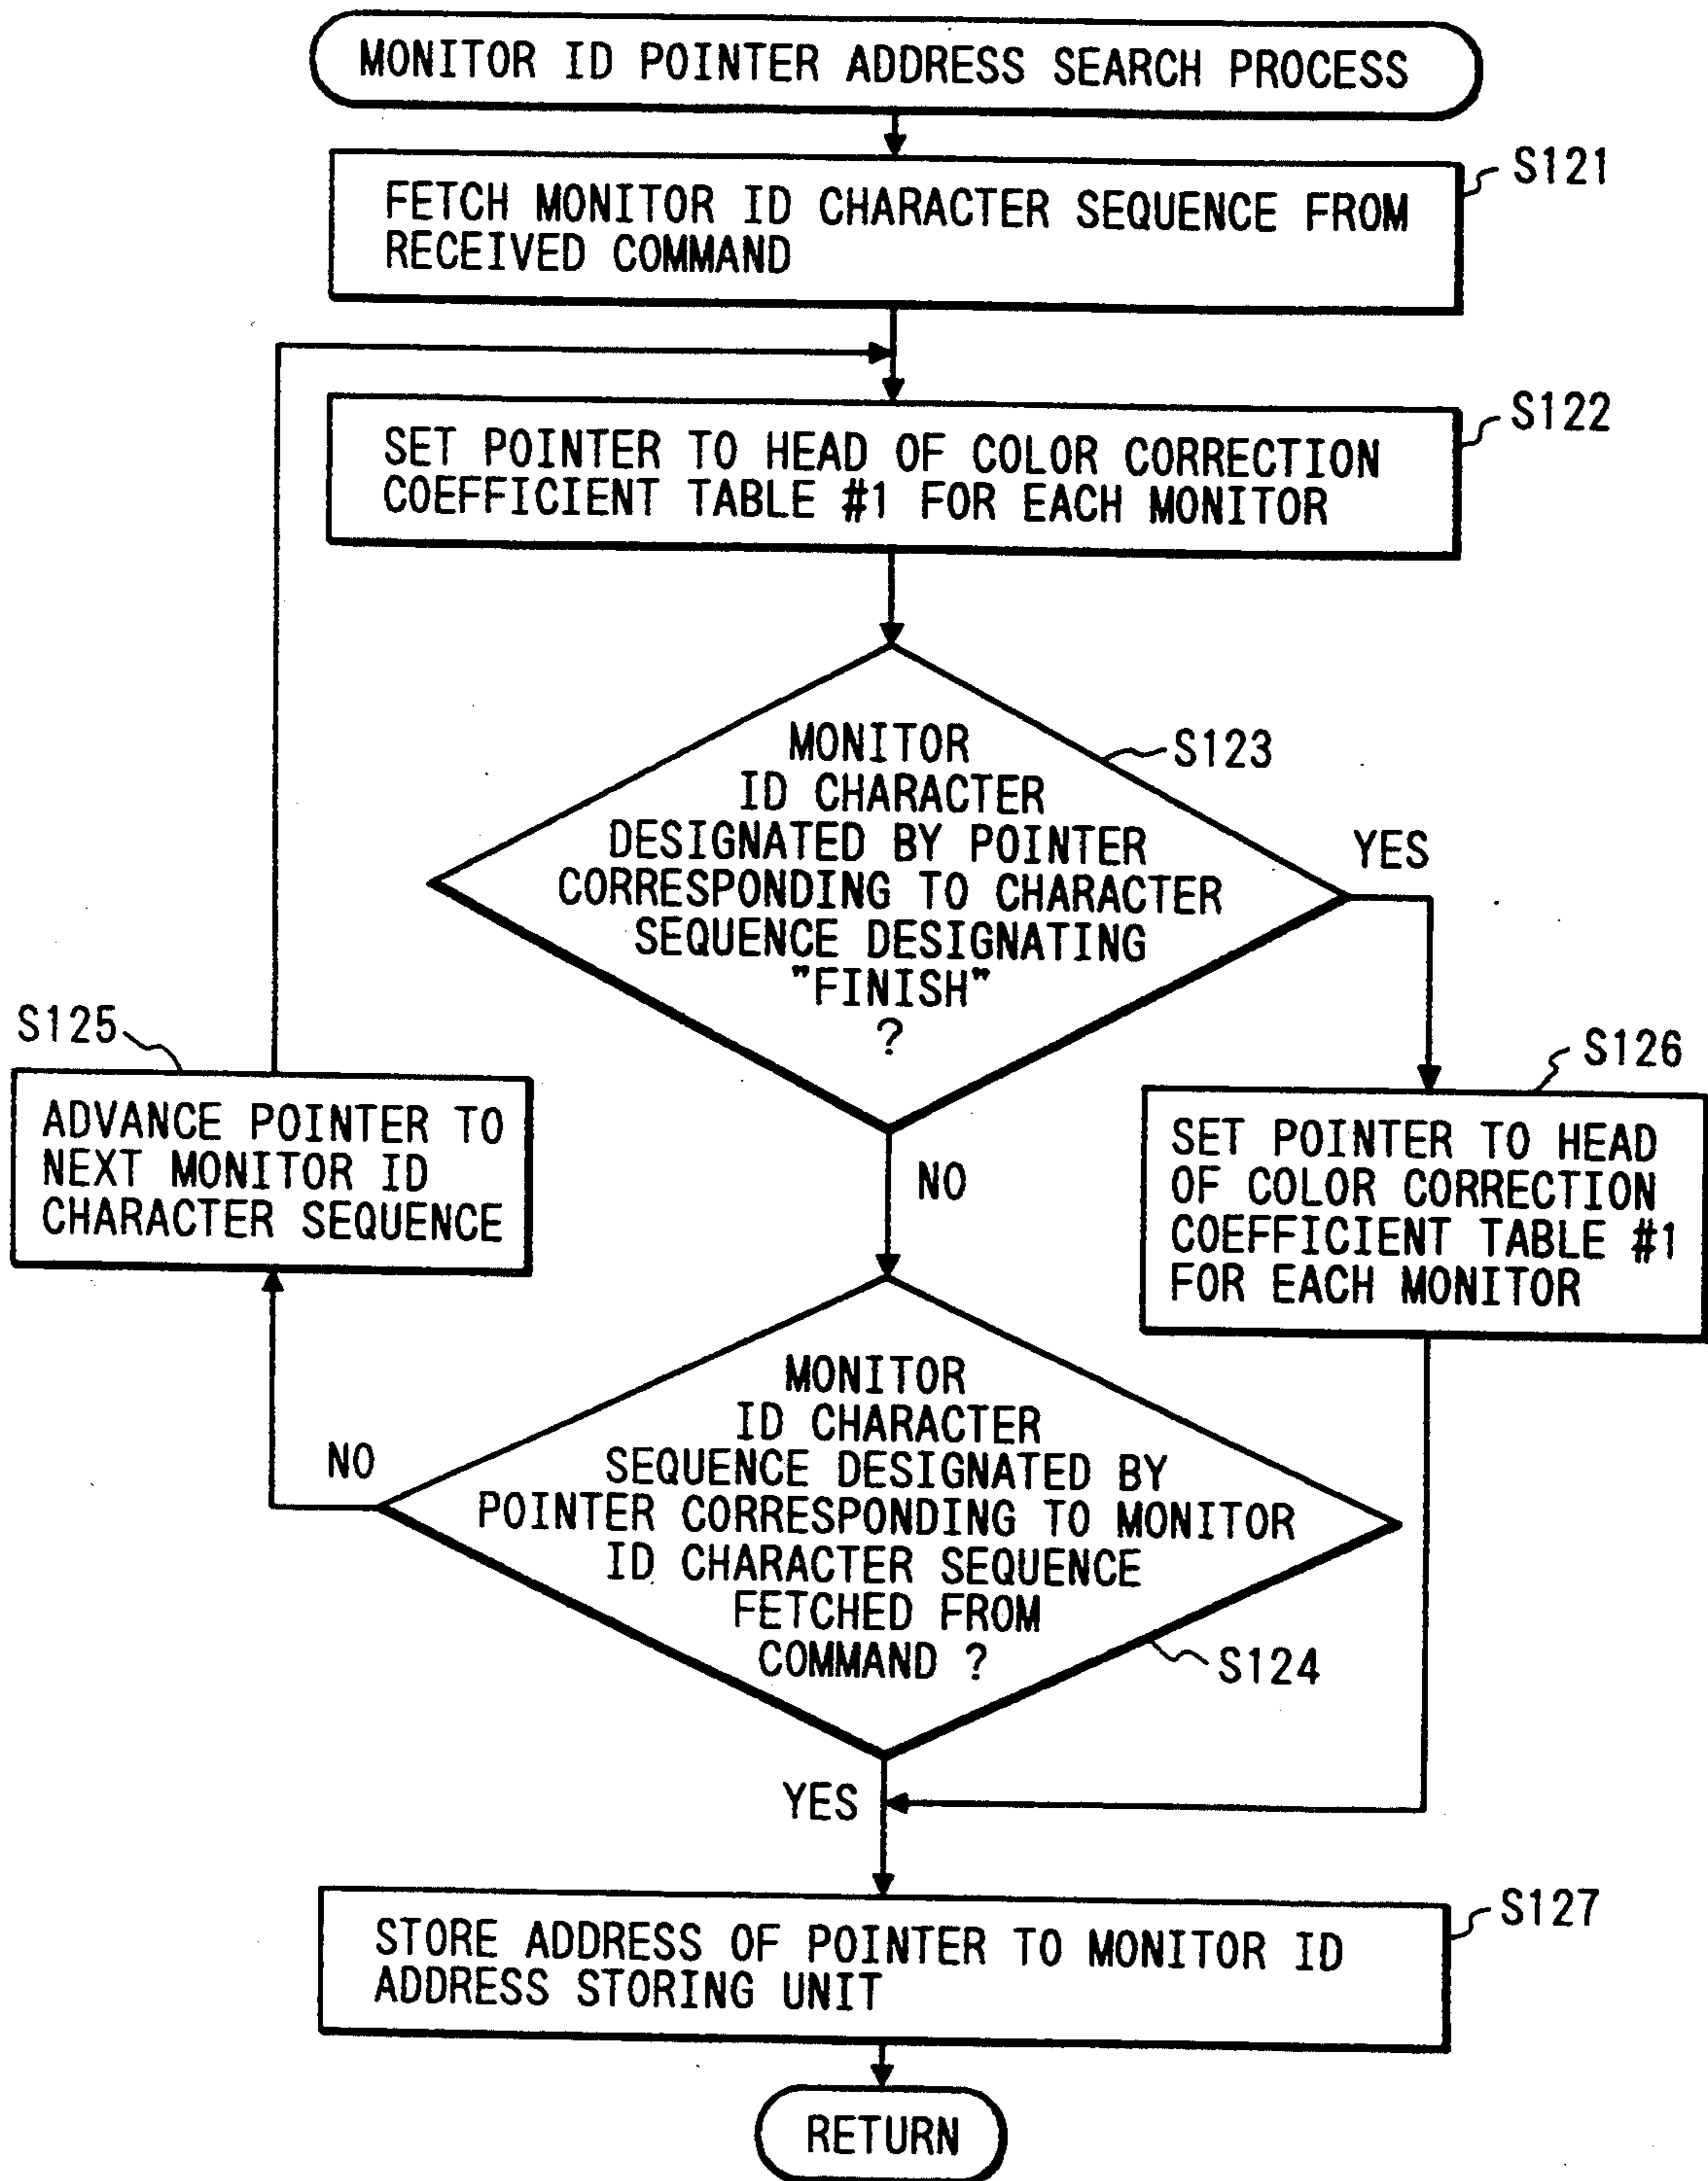 MONITOR ID POINTER ADDRESS SEARCH PROCESS
S121
FETCH MONITOR ID CHARACTER SEQUENCE FROM
RECEIVED COMMAND
S122
SET POINTER TO HEAD OF COLOR CORRECTION
COEFFICIENT TABLE #1 FOR EACH MONITOR
S123
MONITOR
ID CHARACTER
DESIGNATED BY POINTER
CORRESPONDING TO CHARACTER
SEQUENCE DESIGNATING
"FINISH"
?
YES
NO
S125
ADVANCE POINTER TO
NEXT MONITOR ID
CHARACTER SEQUENCE
S126
SET POINTER TO HEAD
OF COLOR CORRECTION
COEFFICIENT TABLE #1
FOR EACH MONITOR
MONITOR
ID CHARACTER
SEQUENCE DESIGNATED BY
POINTER CORRESPONDING TO MONITOR
ID CHARACTER SEQUENCE
FETCHED FROM
COMMAND ?
NO
S124
YES
S127
STORE ADDRESS OF POINTER TO MONITOR ID
ADDRESS STORING UNIT
RETURN